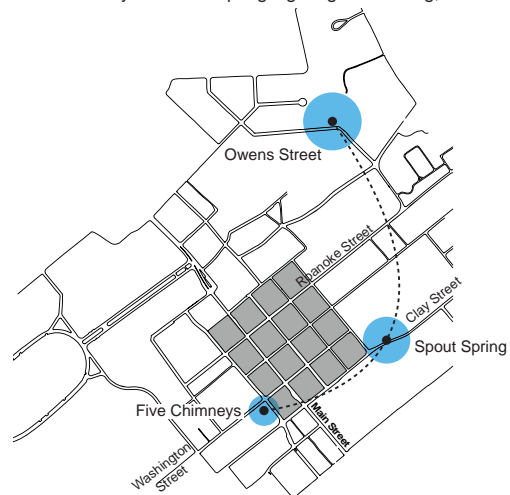 Owens Street
Roanoke Street
Clay Street
Spout Spring
Five Chimneys
Main Street
Washington
Street